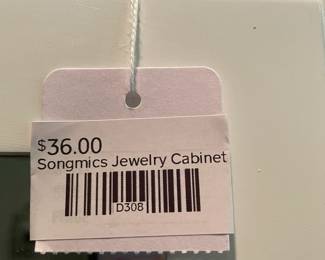 $36.00
Songmics Jewelry Cabinet
D308